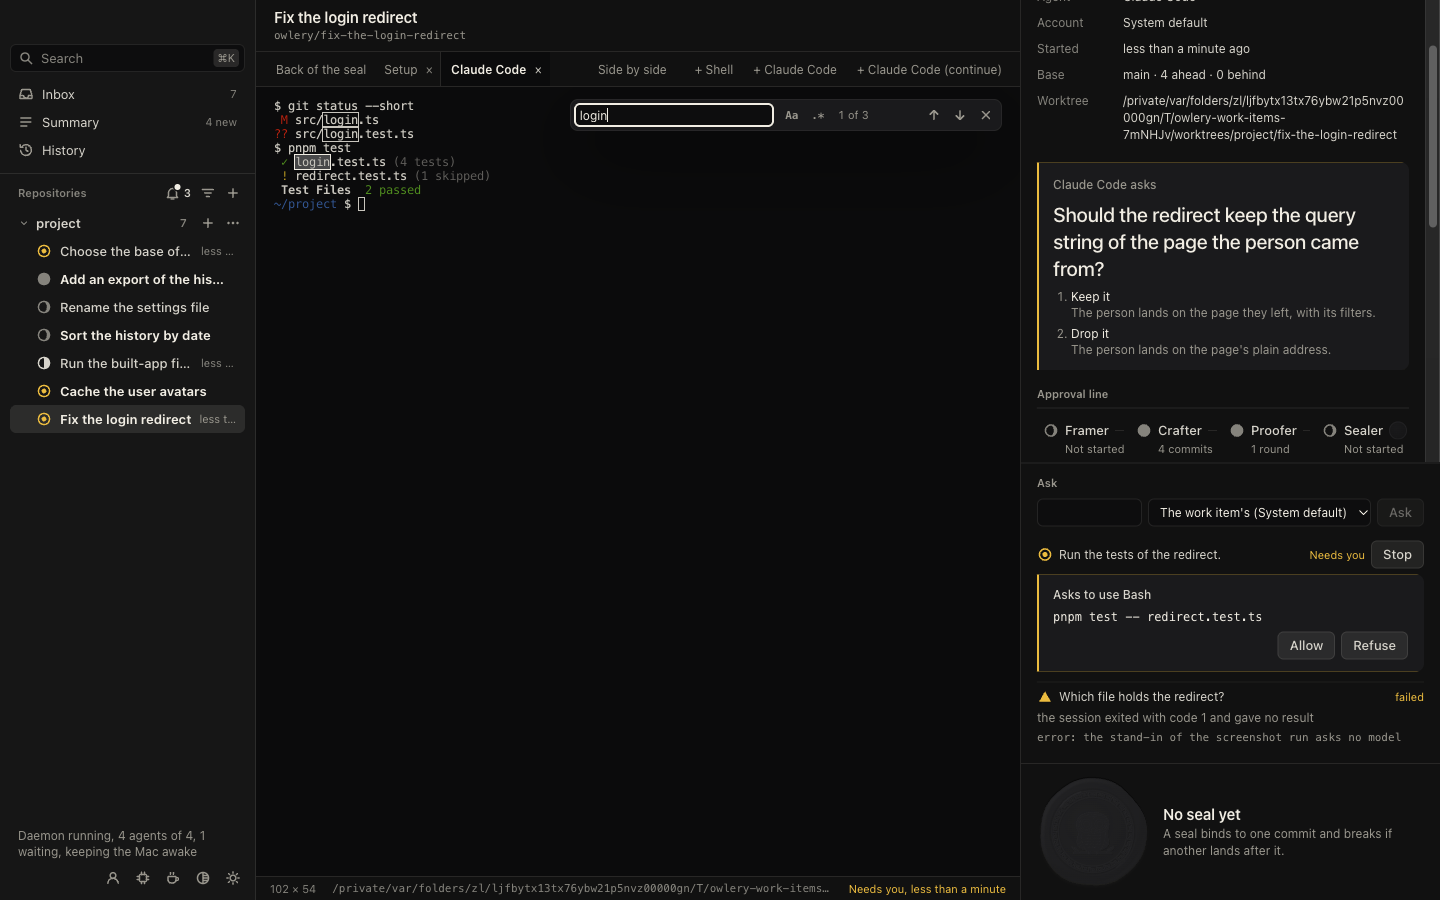 Search ⌘K
Inbox 7
Summary 4 new
History
Repositories 3
project 7
Choose the base of... less ...
Add an export of the his...
Rename the settings file
Sort the history by date
Run the built-app fi... less ...
Cache the user avatars
Fix the login redirect less t...
Daemon running, 4 agents of 4, 1
waiting, keeping the Mac awake
Fix the login redirect
owlery/fix-the-login-redirect
Back of the seal Setup × Claude Code × Side by side + Shell + Claude Code + Claude Code (continue)
login Aa .* 1 of 3
$ git status --short
M src/login.ts
?? src/login.test.ts
$ pnpm test
✓ login.test.ts (4 tests)
! redirect.test.ts (1 skipped)
Test Files 2 passed
~/project $
102 × 54 /private/var/folders/zl/ljfbytx13tx76ybw21p5nvz00000gn/T/owlery-work-items… Needs you, less than a minute
Account System default
Started less than a minute ago
Base main · 4 ahead · 0 behind
Worktree /private/var/folders/zl/ljfbytx13tx76ybw21p5nvz00
000gn/T/owlery-work-items-
7mNHJv/worktrees/project/fix-the-login-redirect
Claude Code asks
Should the redirect keep the query
string of the page the person came
from?
1. Keep it
The person lands on the page they left, with its filters.
2. Drop it
The person lands on the page's plain address.
Approval line
Framer Crafter Proofer Sealer
Not started 4 commits 1 round Not started
Ask
The work item's (System default) Ask
Run the tests of the redirect. Needs you Stop
Asks to use Bash
pnpm test -- redirect.test.ts
Allow Refuse
Which file holds the redirect? failed
the session exited with code 1 and gave no result
error: the stand-in of the screenshot run asks no model
No seal yet
A seal binds to one commit and breaks if
another lands after it.